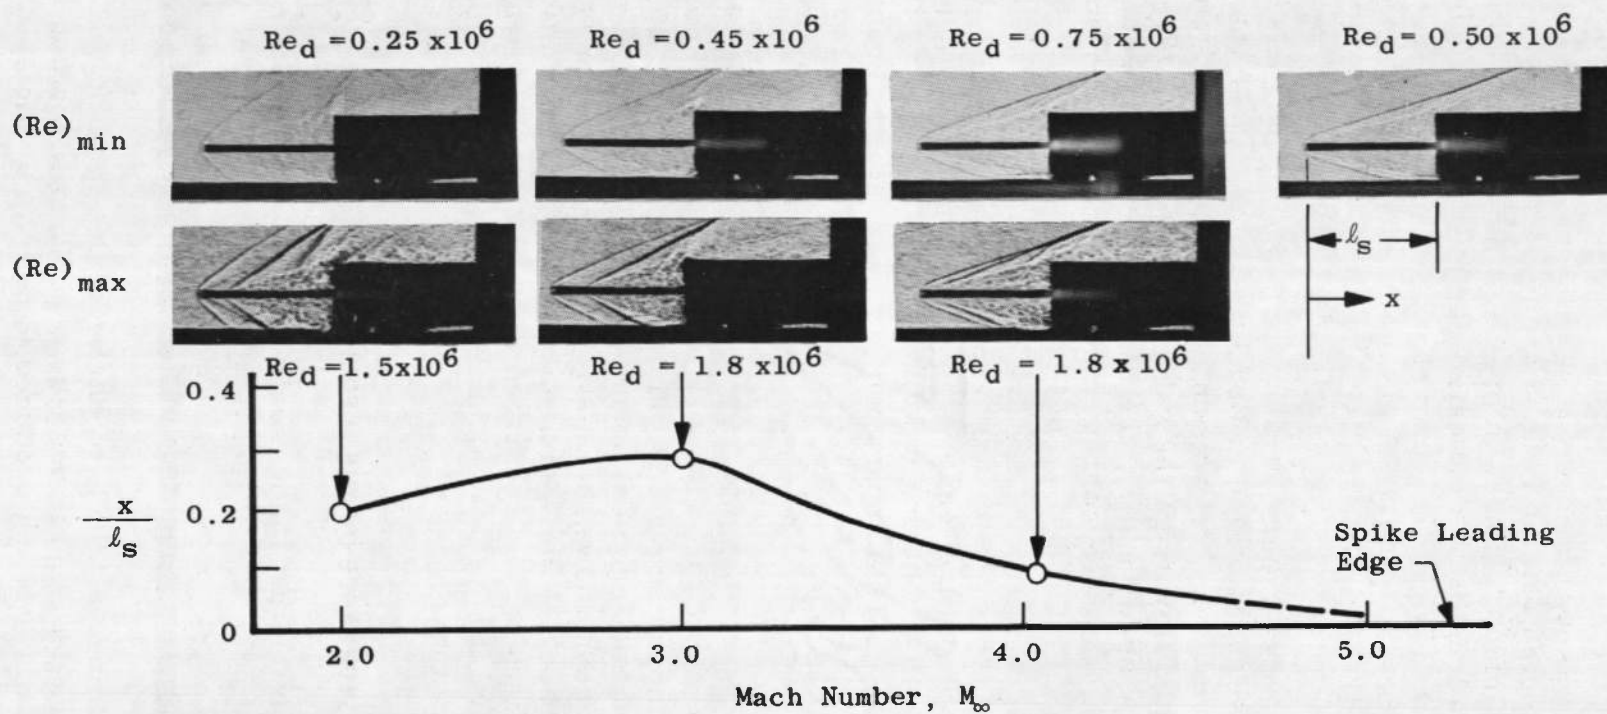 Re_d = 0.25 x10^6 Re_d = 0.45 x10^6 Re_d = 0.75 x10^6 Re_d = 0.50 x10^6
(Re)_min
ℓ_s
(Re)_max
x
Re_d = 1.5x10^6 Re_d = 1.8 x10^6 Re_d = 1.8 x 10^6
0.4
x/ℓ_s
0.2
Spike Leading
Edge
0
2.0 3.0 4.0 5.0
Mach Number, M_∞